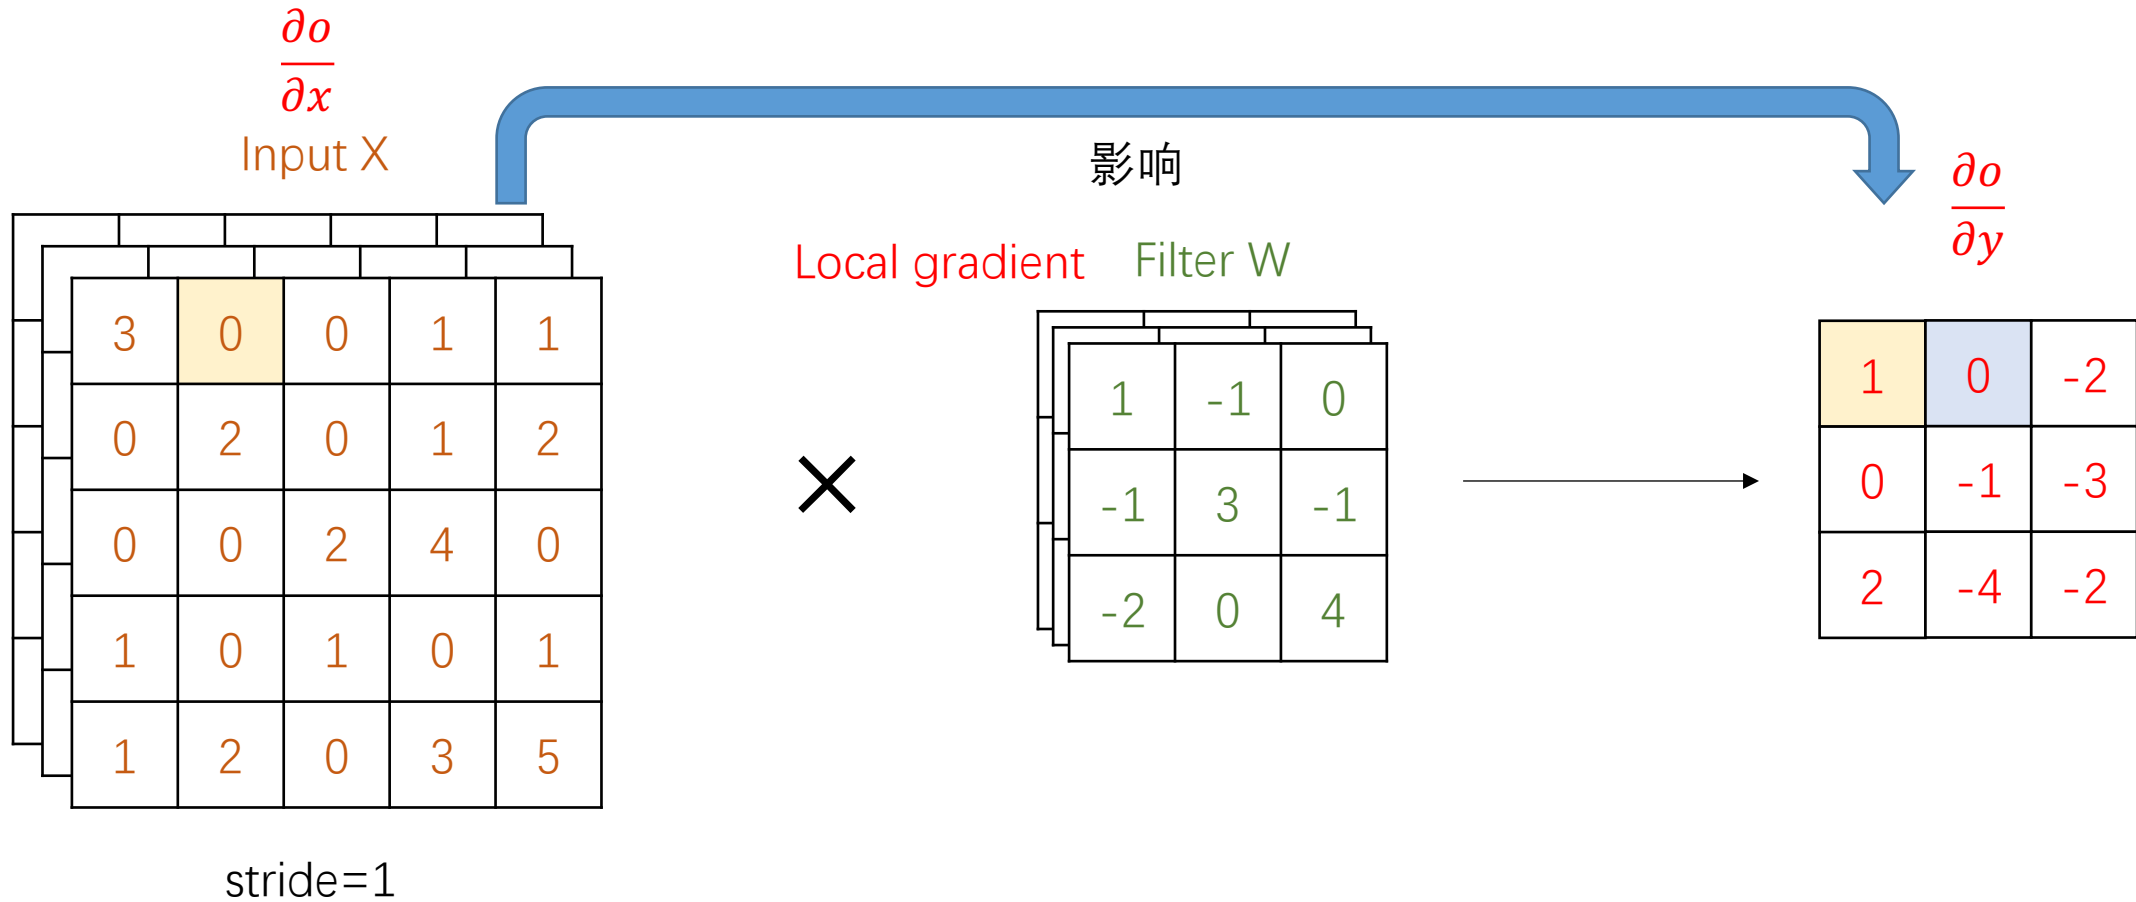 ∂o
∂x
Input X
影响
∂o
∂y
Local gradient Filter W
3 0 0 1 1
0 2 0 1 2
0 0 2 4 0
1 0 1 0 1
1 2 0 3 5
×
1 -1 0
-1 3 -1
-2 0 4
1 0 -2
0 -1 -3
2 -4 -2
stride=1